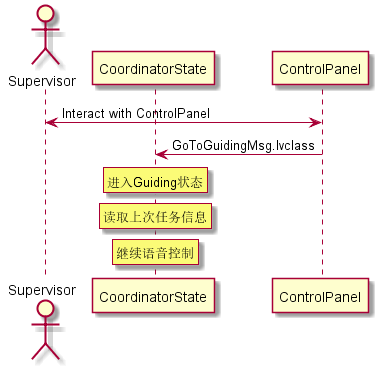 Supervisor
CoordinatorState
ControlPanel
Interact with ControlPanel
GoToGuidingMsg.lvclass
进入Guiding状态
读取上次任务信息
继续语音控制
Supervisor
CoordinatorState
ControlPanel